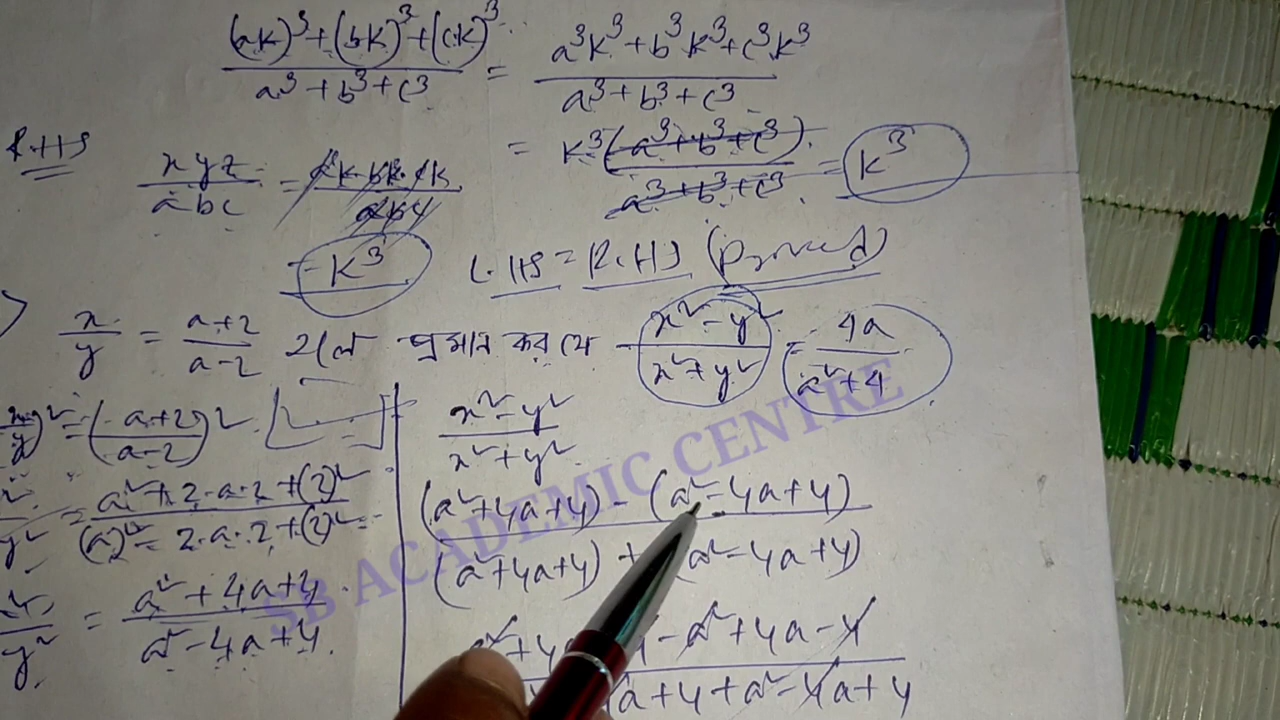 (ak)³+(bk)³+(ck)³ / a³+b³+c³ = a³k³+b³k³+c³k³ / a³+b³+c³
= k³(a³+b³+c³) / a³+b³+c³ = k³
R.H.S
xyz / abc = ak.bk.ck / abc
= k³ L.HS = R.HS (Proved)
x/y = a+2 / a-2 হলে প্রমান কর যে x²-y² / x²+y² = 4a / a²+4
(x/y)² = (a+2 / a-2)²
x²/y² = a²+2.a.2+(2)² / (a)²-2.a.2+(2)²
x²/y² = a²+4a+4 / a²-4a+4
x²-y² / x²+y²
(a²+4a+4) - (a²-4a+4) / (a²+4a+4) + (a²-4a+4)
a²+4 -a²+4a-4 / a+4+a²-4a+4
SB ACADEMIC CENTRE